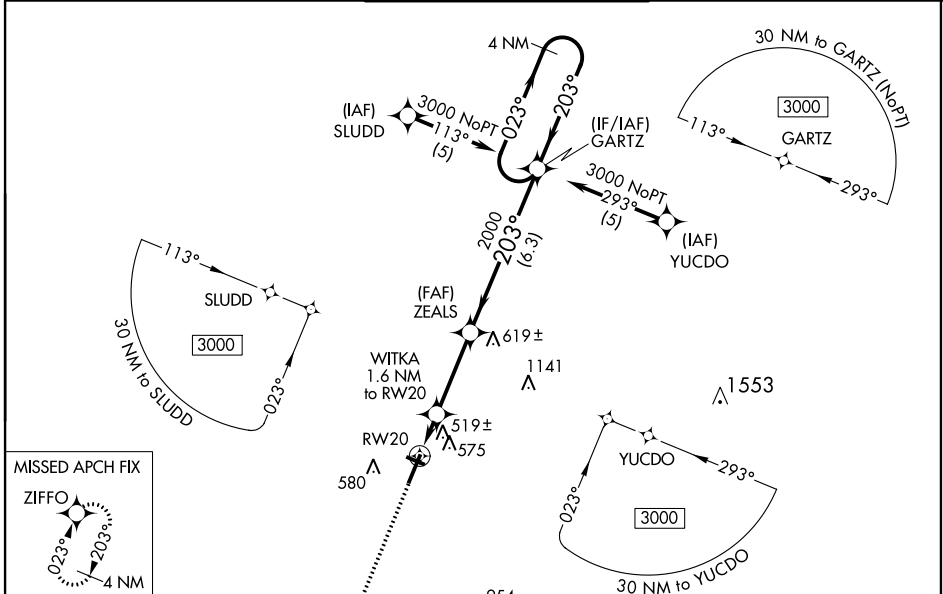 4 NM
023°
203°
(IAF)
SLUDD
3000 NoPT
113°
(5)
(IF/IAF)
GARTZ
3000 NoPT
293°
(5)
(IAF)
YUCDO
30 NM to GARTZ (NoPT)
3000
113°
GARTZ
293°
2000
203°
(6.3)
113°
SLUDD
3000
30 NM to SLUDD
023°
(FAF)
ZEALS
619±
1141
WITKA
1.6 NM
to RW20
519±
575
RW20
580
1553
YUCDO
293°
023°
3000
30 NM to YUCDO
MISSED APCH FIX
ZIFFO
023°
203°
4 NM